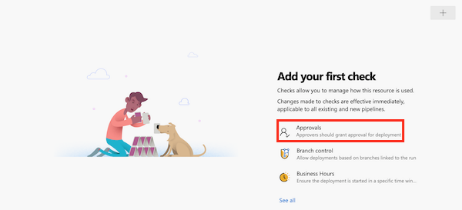 +
Add your first check
Checks allow you to manage how this resource is used.
Changes made to checks are effective immediately,
applicable to all existing and new pipelines.
Approvals
Approvers should grant approval for deployment
Branch control
Allow deployments based on branches linked to the run
Business Hours
Ensure the deployment is started in a specific time win...
See all